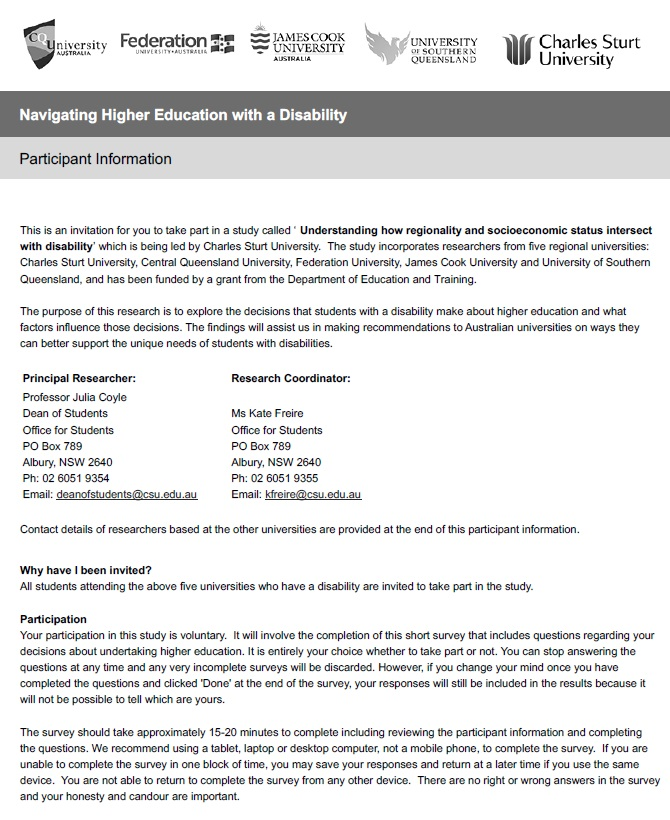 CQ
University
AUSTRALIA
Federation
UNIVERSITY•AUSTRALIA
JAMES COOK
UNIVERSITY
AUSTRALIA
UNIVERSITY
OF SOUTHERN
QUEENSLAND
Charles Sturt
University
Navigating Higher Education with a Disability
Participant Information
This is an invitation for you to take part in a study called ‘ Understanding how regionality and socioeconomic status intersect
with disability’ which is being led by Charles Sturt University.  The study incorporates researchers from five regional universities:
Charles Sturt University, Central Queensland University, Federation University, James Cook University and University of Southern
Queensland, and has been funded by a grant from the Department of Education and Training.
The purpose of this research is to explore the decisions that students with a disability make about higher education and what
factors influence those decisions. The findings will assist us in making recommendations to Australian universities on ways they
can better support the unique needs of students with disabilities.
Principal Researcher:
Professor Julia Coyle
Dean of Students
Office for Students
PO Box 789
Albury, NSW 2640
Ph: 02 6051 9354
Email: deanofstudents@csu.edu.au
Research Coordinator:
Ms Kate Freire
Office for Students
PO Box 789
Albury, NSW 2640
Ph: 02 6051 9355
Email: kfreire@csu.edu.au
Contact details of researchers based at the other universities are provided at the end of this participant information.
Why have I been invited?
All students attending the above five universities who have a disability are invited to take part in the study.
Participation
Your participation in this study is voluntary.  It will involve the completion of this short survey that includes questions regarding your
decisions about undertaking higher education. It is entirely your choice whether to take part or not. You can stop answering the
questions at any time and any very incomplete surveys will be discarded. However, if you change your mind once you have
completed the questions and clicked 'Done' at the end of the survey, your responses will still be included in the results because it
will not be possible to tell which are yours.
The survey should take approximately 15-20 minutes to complete including reviewing the participant information and completing
the questions. We recommend using a tablet, laptop or desktop computer, not a mobile phone, to complete the survey.  If you are
unable to complete the survey in one block of time, you may save your responses and return at a later time if you use the same
device.  You are not able to return to complete the survey from any other device.  There are no right or wrong answers in the survey
and your honesty and candour are important.